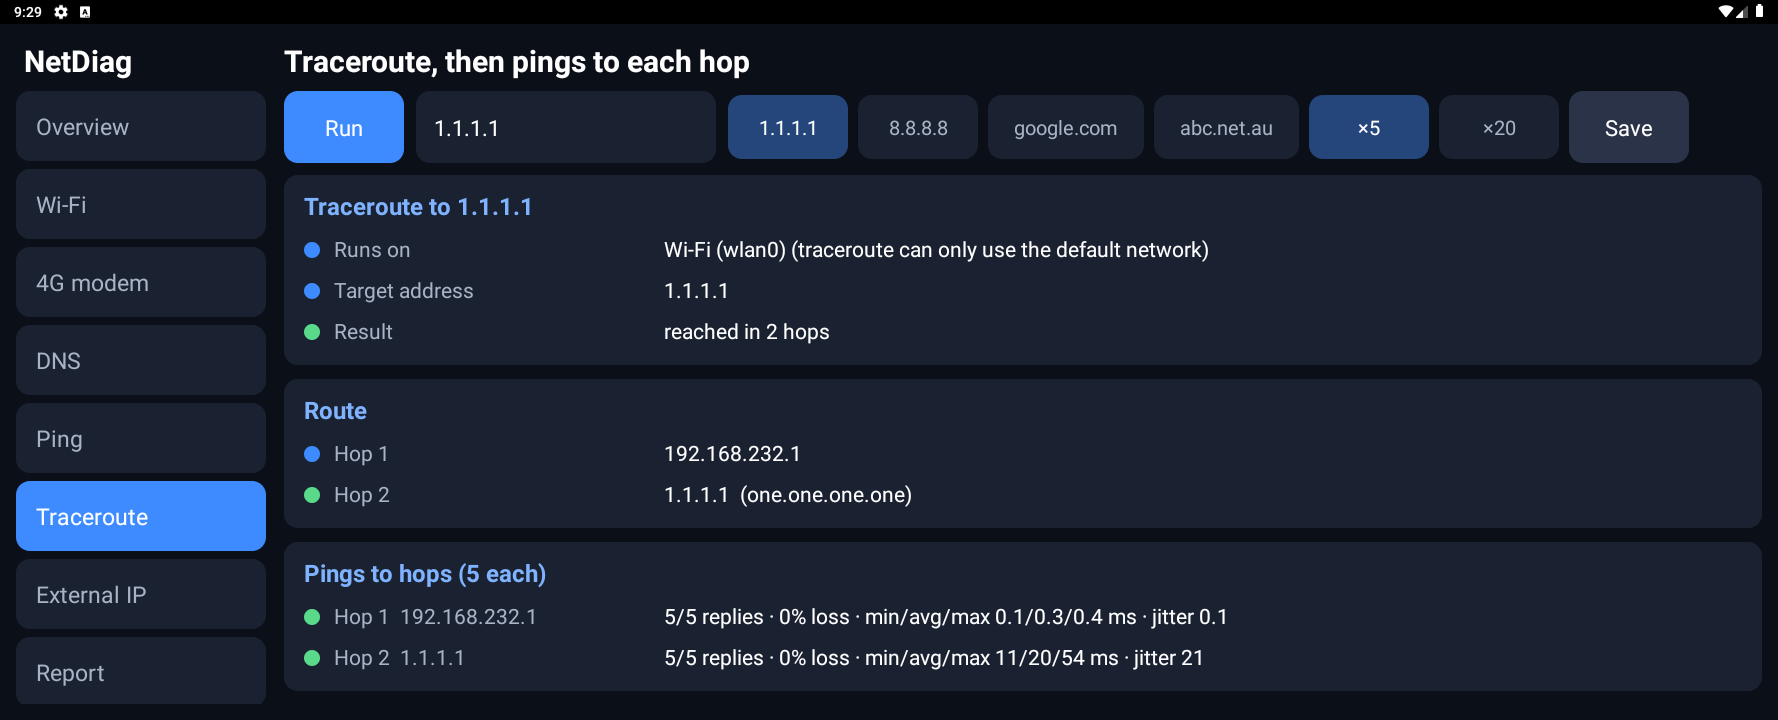 9:29
NetDiag
Overview
Wi-Fi
4G modem
DNS
Ping
Traceroute
External IP
Report
Traceroute, then pings to each hop
Run 1.1.1.1 1.1.1.1 8.8.8.8 google.com abc.net.au ×5 ×20 Save
Traceroute to 1.1.1.1
Runs on Wi-Fi (wlan0) (traceroute can only use the default network)
Target address 1.1.1.1
Result reached in 2 hops
Route
Hop 1 192.168.232.1
Hop 2 1.1.1.1 (one.one.one.one)
Pings to hops (5 each)
Hop 1 192.168.232.1 5/5 replies · 0% loss · min/avg/max 0.1/0.3/0.4 ms · jitter 0.1
Hop 2 1.1.1.1 5/5 replies · 0% loss · min/avg/max 11/20/54 ms · jitter 21